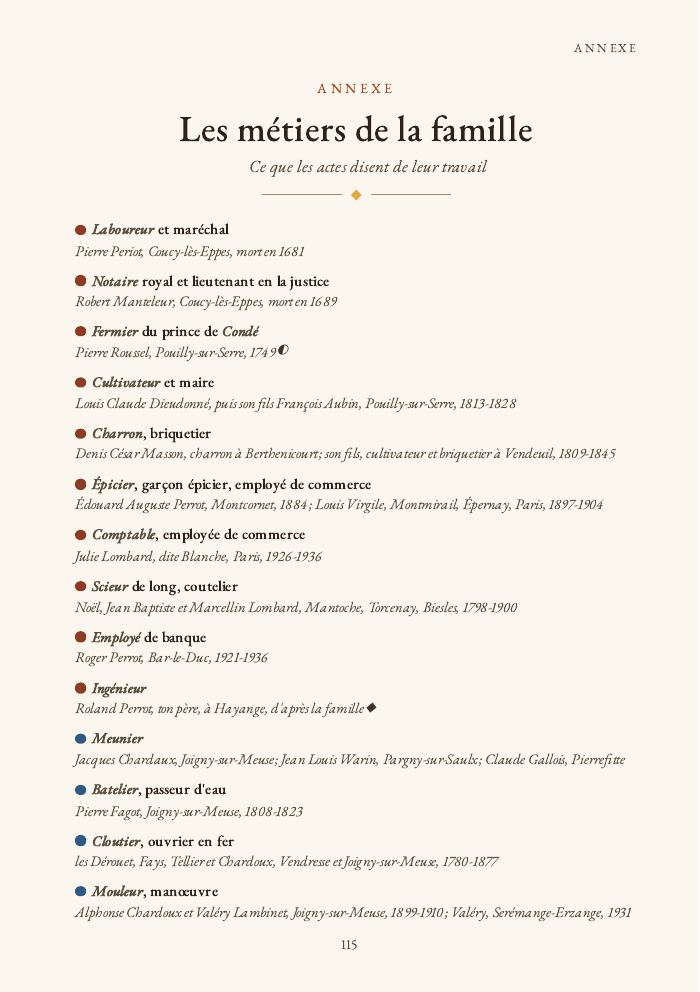 ANNEXE
ANNEXE
Les métiers de la famille
Ce que les actes disent de leur travail
Laboureur et maréchal
Pierre Periot, Coucy-lès-Eppes, mort en 1681
Notaire royal et lieutenant en la justice
Robert Manteleur, Coucy-lès-Eppes, mort en 1689
Fermier du prince de Condé
Pierre Roussel, Pouilly-sur-Serre, 1749
Cultivateur et maire
Louis Claude Dieudonné, puis son fils François Aubin, Pouilly-sur-Serre, 1813-1828
Charron, briquetier
Denis César Masson, charron à Berthenicourt; son fils, cultivateur et briquetier à Vendeuil, 1809-1845
Épicier, garçon épicier, employé de commerce
Édouard Auguste Perrot, Montcornet, 1884; Louis Virgile, Montmirail, Épernay, Paris, 1897-1904
Comptable, employée de commerce
Julie Lombard, dite Blanche, Paris, 1926-1936
Scieur de long, coutelier
Noël, Jean Baptiste et Marcellin Lombard, Mantoche, Torcenay, Biesles, 1798-1900
Employé de banque
Roger Perrot, Bar-le-Duc, 1921-1936
Ingénieur
Roland Perrot, ton père, à Hayange, d'après la famille
Meunier
Jacques Chardaux, Joigny-sur-Meuse; Jean Louis Warin, Pargny-sur-Saulx; Claude Gallois, Pierrefitte
Batelier, passeur d'eau
Pierre Fagot, Joigny-sur-Meuse, 1808-1823
Cloutier, ouvrier en fer
les Dérouet, Fays, Tellier et Chardoux, Vendresse et Joigny-sur-Meuse, 1780-1877
Mouleur, manœuvre
Alphonse Chardoux et Valéry Lambinet, Joigny-sur-Meuse, 1899-1910; Valéry, Serémange-Erzange, 1931
115